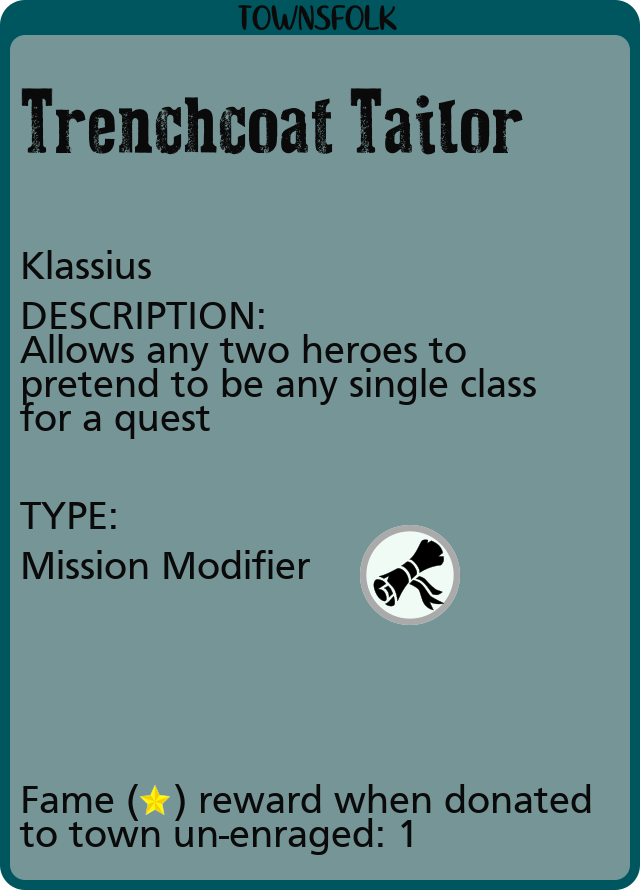 TOWNSFOLK
Trenchcoat Tailor
Klassius
DESCRIPTION:
Allows any two heroes to
pretend to be any single class
for a quest
TYPE:
Mission Modifier
Fame (⭐) reward when donated
to town un-enraged: 1